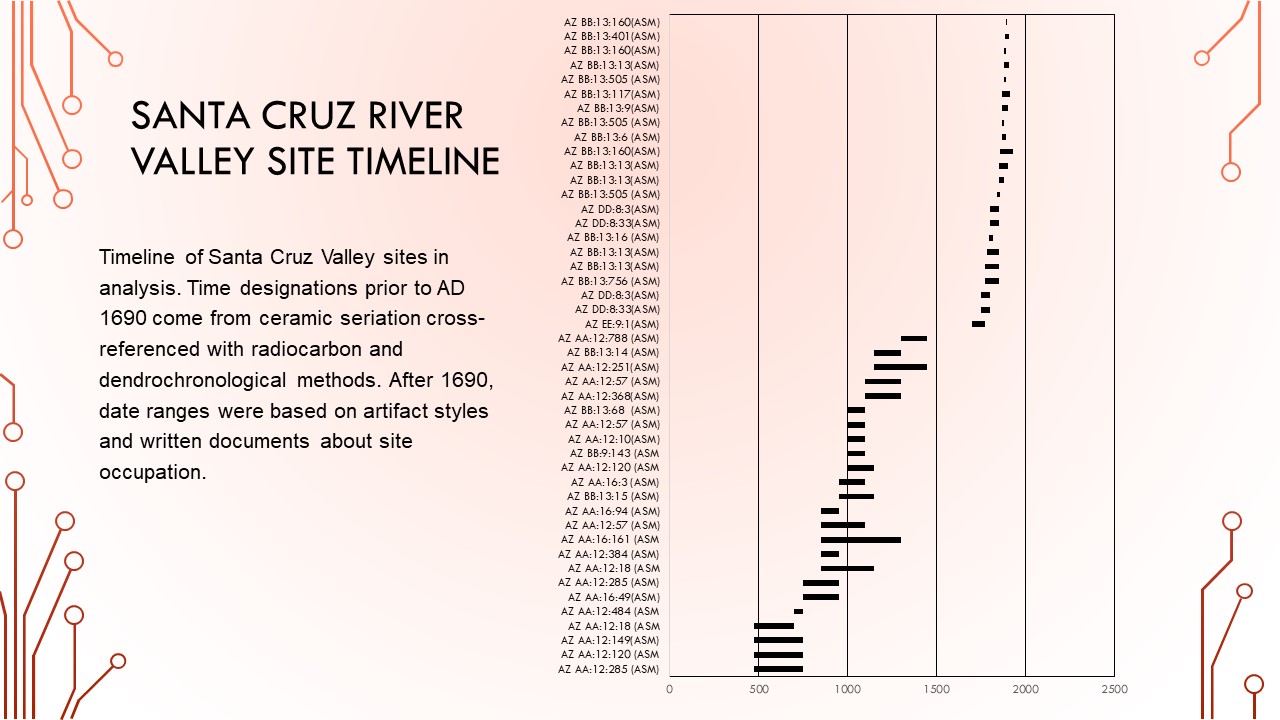 SANTA CRUZ RIVER
VALLEY SITE TIMELINE
Timeline of Santa Cruz Valley sites in
analysis. Time designations prior to AD
1690 come from ceramic seriation cross-
referenced with radiocarbon and
dendrochronological methods. After 1690,
date ranges were based on artifact styles
and written documents about site
occupation.
AZ BB:13:160(ASM)
AZ BB:13:401(ASM)
AZ BB:13:160(ASM)
AZ BB:13:13(ASM)
AZ BB:13:505 (ASM)
AZ BB:13:117(ASM)
AZ BB:13:9(ASM)
AZ BB:13:505 (ASM)
AZ BB:13:6 (ASM)
AZ BB:13:160(ASM)
AZ BB:13:13(ASM)
AZ BB:13:13(ASM)
AZ BB:13:505 (ASM)
AZ DD:8:3(ASM)
AZ DD:8:33(ASM)
AZ BB:13:16 (ASM)
AZ BB:13:13(ASM)
AZ BB:13:13(ASM)
AZ BB:13:756 (ASM)
AZ DD:8:3(ASM)
AZ DD:8:33(ASM)
AZ EE:9:1(ASM)
AZ AA:12:788 (ASM)
AZ BB:13:14 (ASM)
AZ AA:12:251(ASM)
AZ AA:12:57 (ASM)
AZ AA:12:368(ASM)
AZ BB:13:68 (ASM)
AZ AA:12:57 (ASM)
AZ AA:12:10(ASM)
AZ BB:9:143 (ASM
AZ AA:12:120 (ASM
AZ AA:16:3 (ASM)
AZ BB:13:15 (ASM)
AZ AA:16:94 (ASM)
AZ AA:12:57 (ASM)
AZ AA:16:161 (ASM
AZ AA:12:384 (ASM)
AZ AA:12:18 (ASM
AZ AA:12:285 (ASM)
AZ AA:16:49(ASM)
AZ AA:12:484 (ASM
AZ AA:12:18 (ASM
AZ AA:12:149(ASM
AZ AA:12:120 (ASM
AZ AA:12:285 (ASM)
0 500 1000 1500 2000 2500